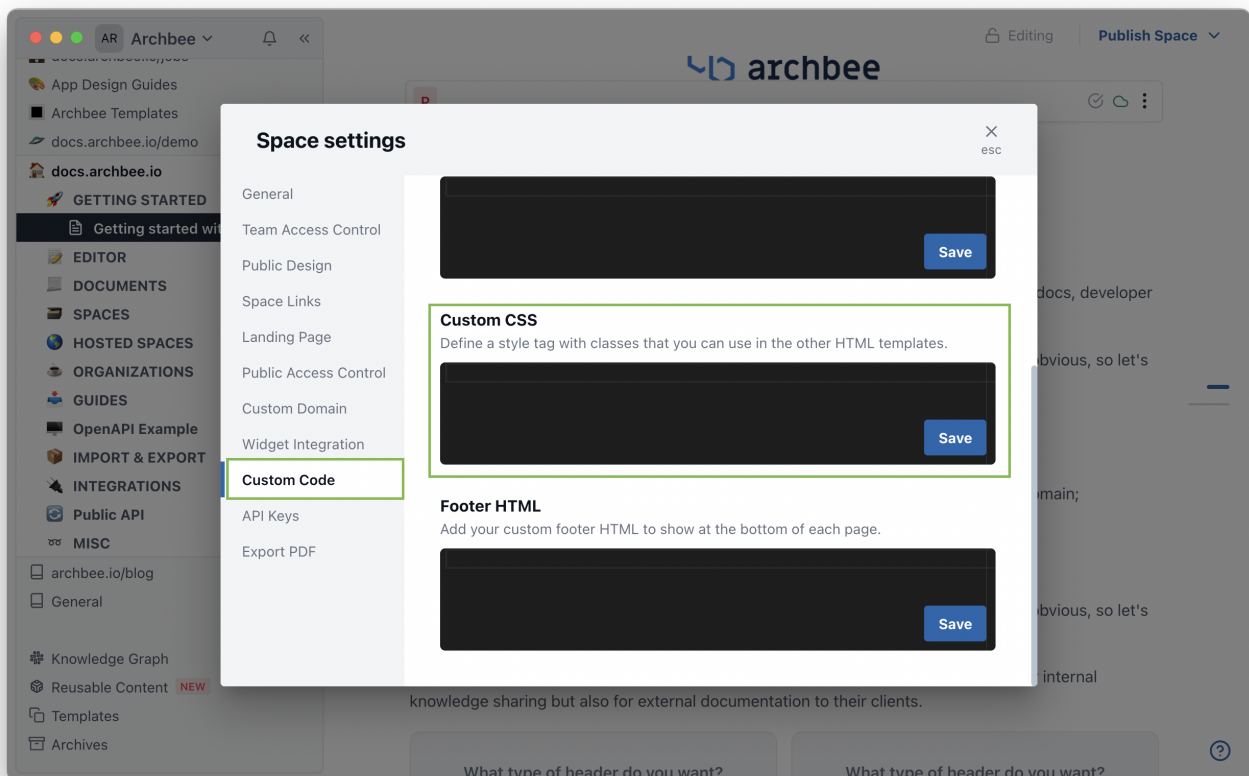 AR Archbee
Editing
Publish Space
archbee
App Design Guides
Archbee Templates
docs.archbee.io/demo
docs.archbee.io
GETTING STARTED
Getting started wit
EDITOR
DOCUMENTS
SPACES
HOSTED SPACES
ORGANIZATIONS
GUIDES
OpenAPI Example
IMPORT & EXPORT
INTEGRATIONS
Public API
MISC
archbee.io/blog
General
Knowledge Graph
Reusable Content NEW
Templates
Archives
Space settings
esc
General
Team Access Control
Public Design
Space Links
Landing Page
Public Access Control
Custom Domain
Widget Integration
Custom Code
API Keys
Export PDF
Save
Custom CSS
Define a style tag with classes that you can use in the other HTML templates.
Save
Footer HTML
Add your custom footer HTML to show at the bottom of each page.
Save
docs, developer
obvious, so let's
omain;
obvious, so let's
internal
knowledge sharing but also for external documentation to their clients.
What type of header do you want?
What type of header do you want?